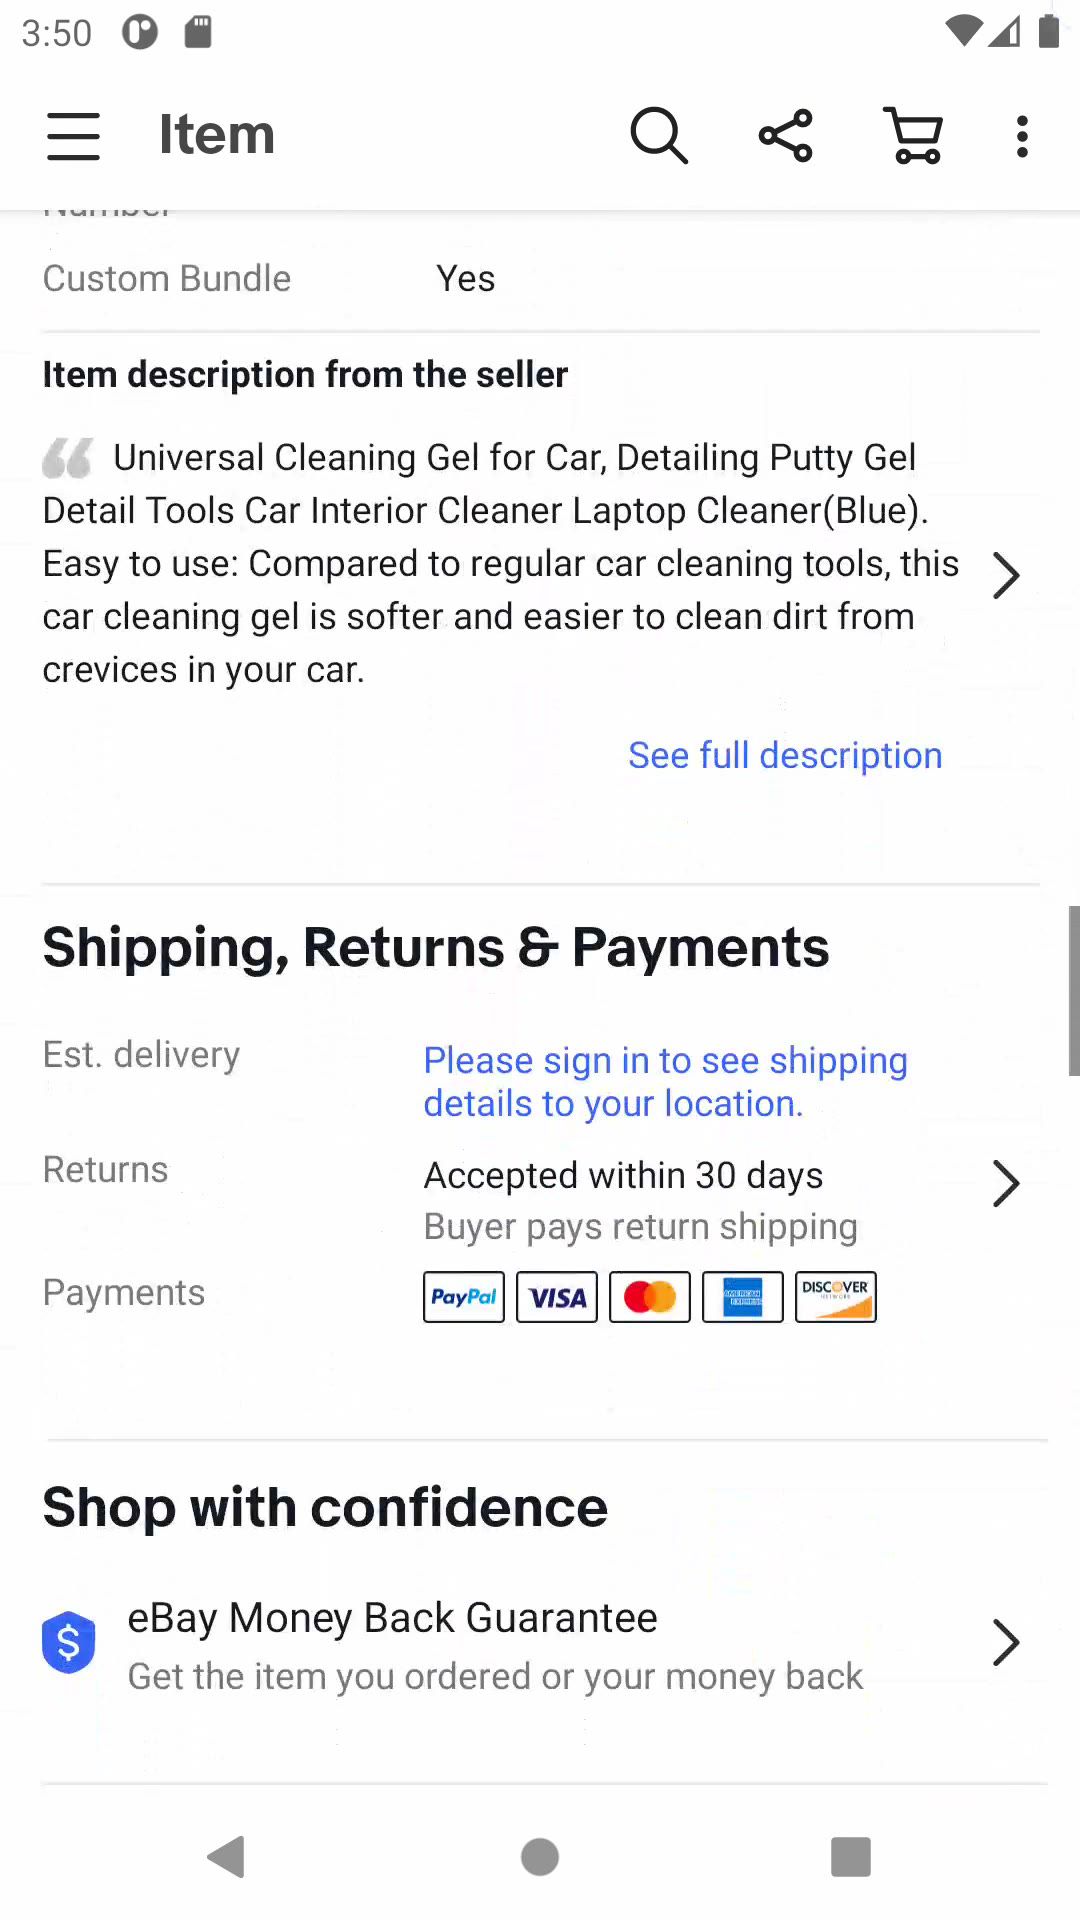 3:50
Item
Number
Custom Bundle Yes
Item description from the seller
Universal Cleaning Gel for Car, Detailing Putty Gel
Detail Tools Car Interior Cleaner Laptop Cleaner(Blue).
Easy to use: Compared to regular car cleaning tools, this
car cleaning gel is softer and easier to clean dirt from
crevices in your car.
See full description
Shipping, Returns & Payments
Est. delivery Please sign in to see shipping
details to your location.
Returns Accepted within 30 days
Buyer pays return shipping
Payments PayPal VISA AMERICAN EXPRESS DISCOVER NETWORK
Shop with confidence
eBay Money Back Guarantee
Get the item you ordered or your money back